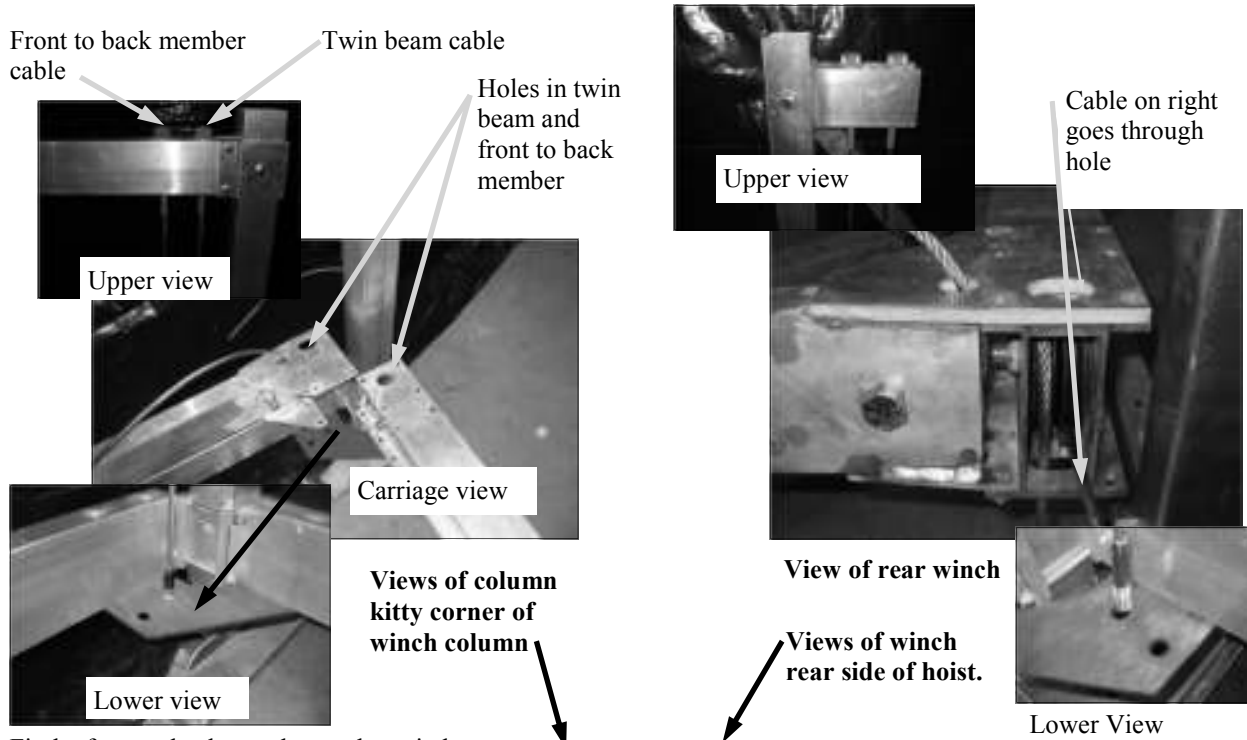 Front to back member
cable
Twin beam cable
Holes in twin
beam and
front to back
member
Upper view
Carriage view
Lower view
Views of column
kitty corner of
winch column
Upper view
Cable on right
goes through
hole
View of rear winch
Views of winch
rear side of hoist.
Lower View